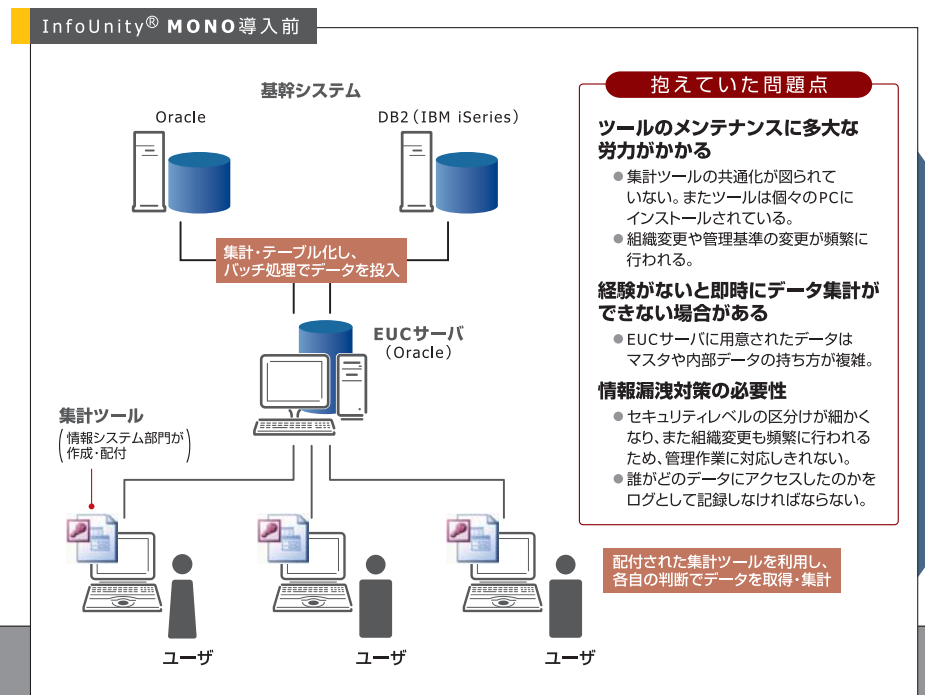 InfoUnity® MONO導入前
基幹システム
Oracle
DB2（IBM iSeries）
集計・テーブル化し、
バッチ処理でデータを投入
EUCサーバ
（Oracle）
集計ツール
（情報システム部門が
作成・配付）
ユーザ
ユーザ
ユーザ
抱えていた問題点
ツールのメンテナンスに多大な
労力がかかる
●集計ツールの共通化が図られて
いない。またツールは個々のPCに
インストールされている。
●組織変更や管理基準の変更が頻繁に
行われる。
経験がないと即時にデータ集計が
できない場合がある
●EUCサーバに用意されたデータは
マスタや内部データの持ち方が複雑。
情報漏洩対策の必要性
●セキュリティレベルの区分けが細かく
なり、また組織変更も頻繁に行われる
ため、管理作業に対応しきれない。
●誰がどのデータにアクセスしたのかを
ログとして記録しなければならない。
配付された集計ツールを利用し、
各自の判断でデータを取得・集計